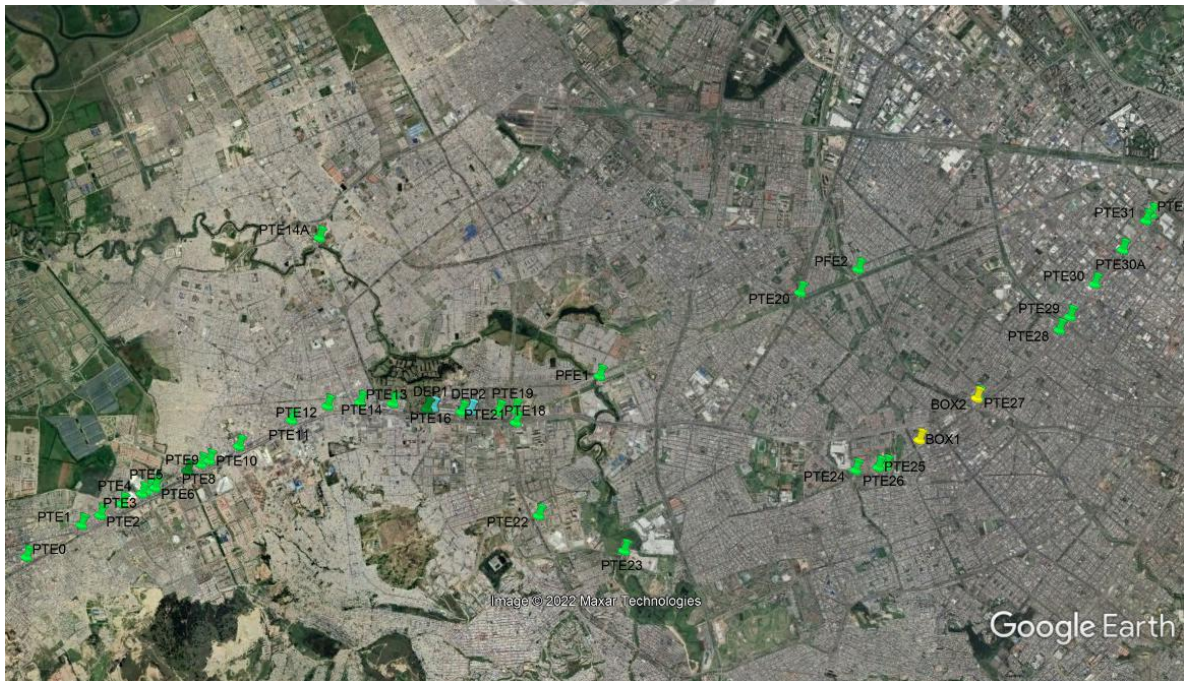 PTE31
PTE
PTE14A
PFE2
PTE30A
PTE30
PTE20
PTE29
PTE28
PFE1
DEP1
DEP2
PTE19
PTE12
PTE14
PTE13
PTE16
PTE21
PTE18
BOX2
PTE27
PTE11
BOX1
PTE9
PTE10
PTE8
PTE24
PTE25
PTE26
PTE5
PTE4
PTE6
PTE3
PTE1
PTE2
PTE22
PTE0
PTE23
Image © 2022 Maxar Technologies
Google Earth